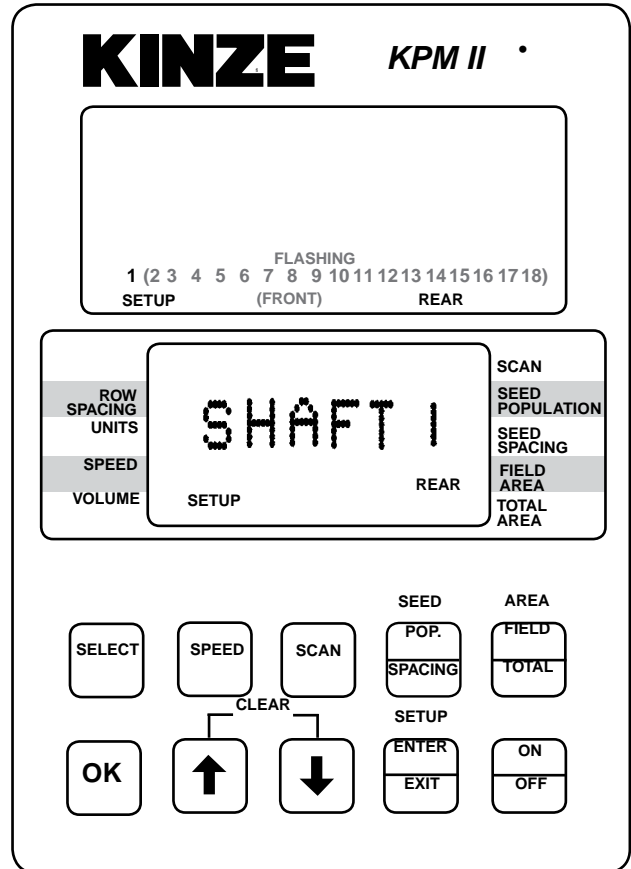 KINZE KPM II
FLASHING
1 (2 3 4 5 6 7 8 9 10 11 12 13 14 15 16 17 18)
SETUP (FRONT) REAR
ROW
SPACING
UNITS
SPEED
VOLUME
SHAFT 1
SETUP REAR
SCAN
SEED
POPULATION
SEED
SPACING
FIELD
AREA
TOTAL
AREA
SEED AREA
SELECT SPEED SCAN POP. FIELD
SPACING TOTAL
CLEAR
SETUP
OK ENTER ON
EXIT OFF